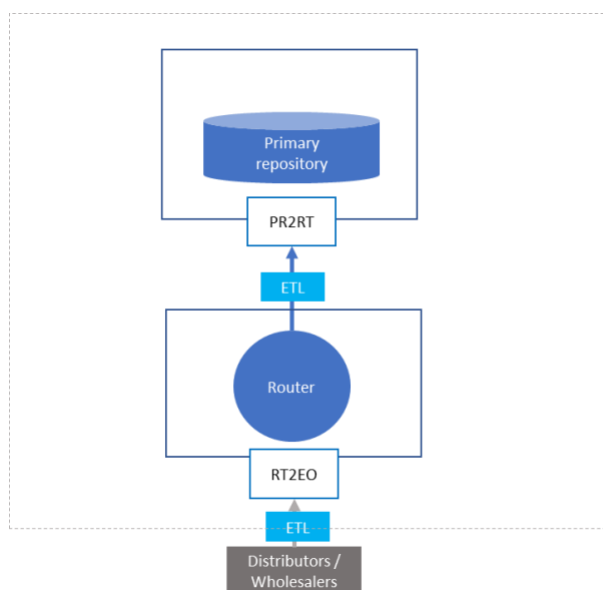 Primary
repository
PR2RT
ETL
Router
RT2EO
ETL
Distributors /
Wholesalers